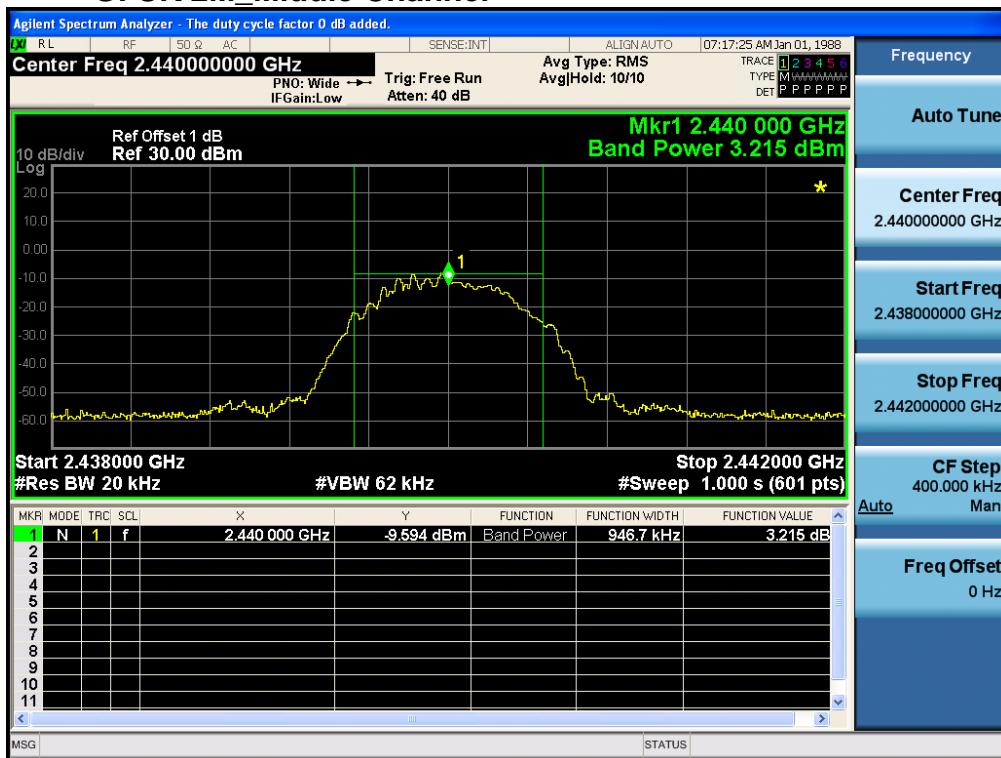 Agilent Spectrum Analyzer - The duty cycle factor 0 dB added.
LXI RL RF 50 Ω AC SENSE:INT ALIGN AUTO 07:17:25 AM Jan 01, 1988
Center Freq 2.440000000 GHz
PNO: Wide
IFGain:Low
Trig: Free Run
Atten: 40 dB
Avg Type: RMS
Avg|Hold: 10/10
TRACE 1 2 3 4 5 6
TYPE M
DET P P P P P P
Mkr1 2.440 000 GHz
Band Power 3.215 dBm
Ref Offset 1 dB
10 dB/div Ref 30.00 dBm
Log
20.0
10.0
0.00
-10.0
-20.0
-30.0
-40.0
-50.0
-60.0
*
1
Start 2.438000 GHz Stop 2.442000 GHz
#Res BW 20 kHz #VBW 62 kHz #Sweep 1.000 s (601 pts)
MKR MODE TRC SCL X Y FUNCTION FUNCTION WIDTH FUNCTION VALUE
1 N 1 f 2.440 000 GHz -9.594 dBm Band Power 946.7 kHz 3.215 dB
2
3
4
5
6
7
8
9
10
11
MSG STATUS
Frequency
Auto Tune
Center Freq
2.440000000 GHz
Start Freq
2.438000000 GHz
Stop Freq
2.442000000 GHz
CF Step
400.000 kHz
Auto Man
Freq Offset
0 Hz